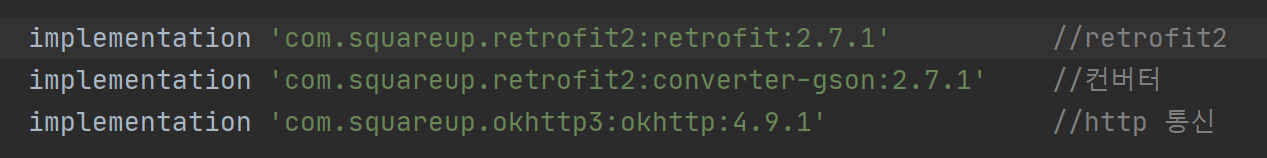 implementation 'com.squareup.retrofit2:retrofit:2.7.1' //retrofit2
implementation 'com.squareup.retrofit2:converter-gson:2.7.1' //컨버터
implementation 'com.squareup.okhttp3:okhttp:4.9.1' //http 통신